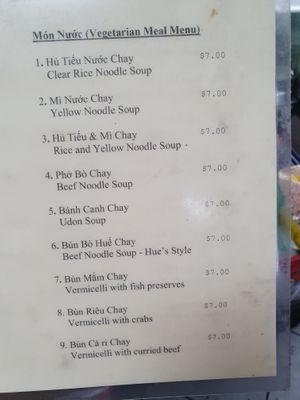 Món Nước (Vegetarian Meal Menu)
1. Hủ Tiếu Nước Chay $7.00
Clear Rice Noodle Soup
2. Mì Nước Chay $7.00
Yellow Noodle Soup
3. Hủ Tiếu & Mì Chay $7.00
Rice and Yellow Noodle Soup
4. Phở Bò Chay $7.00
Beef Noodle Soup
5. Bánh Canh Chay $7.00
Udon Soup
6. Bún Bò Huế Chay $7.00
Beef Noodle Soup - Hue's Style
7. Bún Mắm Chay $7.00
Vermicelli with fish preserves
8. Bún Riêu Chay $7.00
Vermicelli with crabs
9. Bún Cà ri Chay $7.00
Vermicelli with curried beef